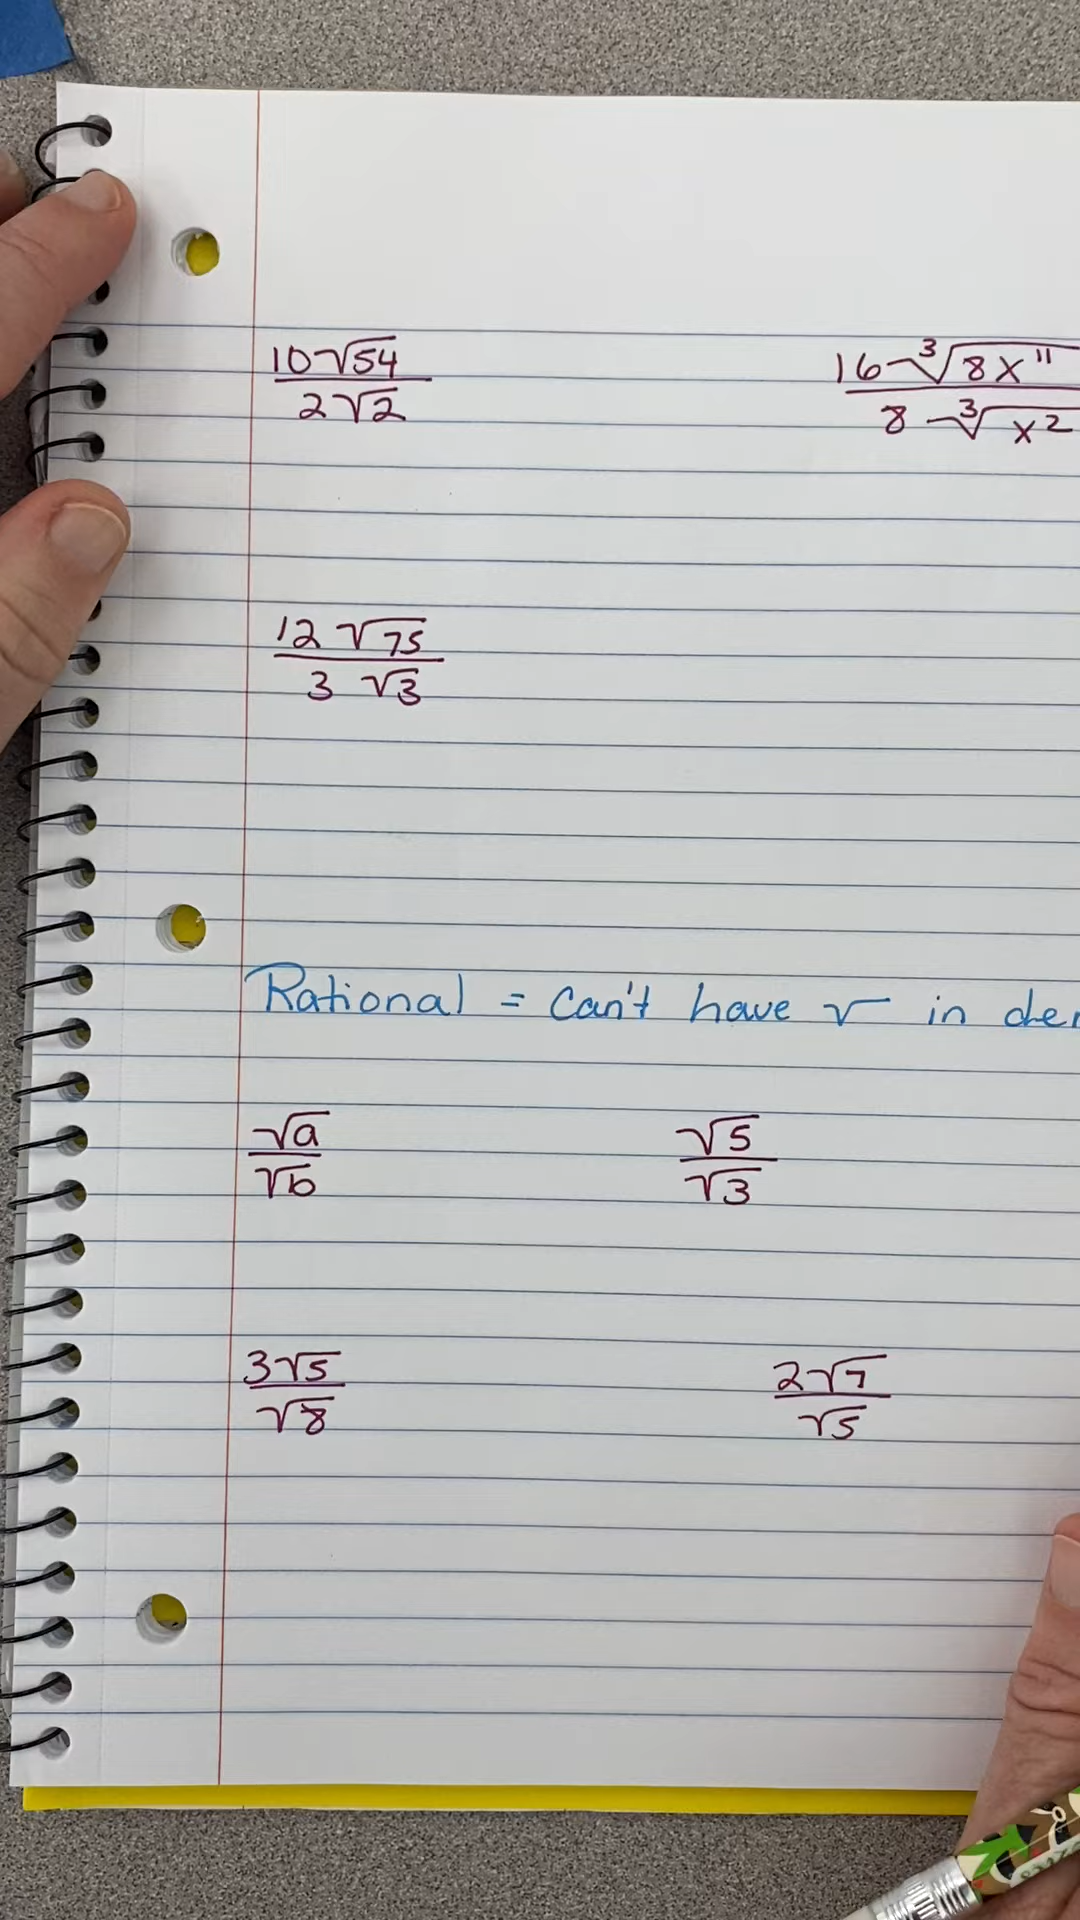 10√54 / 2√2
16 ∛8x¹¹ / 8 ∛x²
12 √75 / 3 √3
Rational = Can't have √ in
√a / √b
√5 / √3
3√5 / √8
2√7 / √5